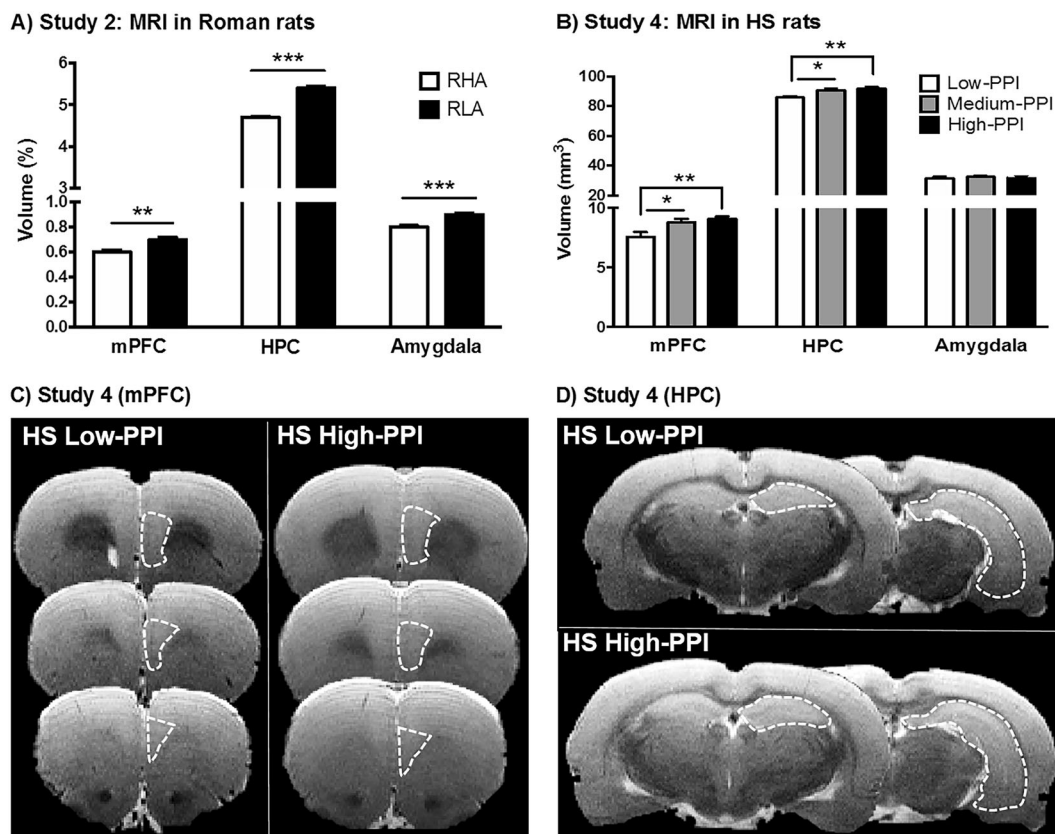 A) Study 2: MRI in Roman rats
***
RHA
RLA
**
***
Volume (%)
6
5
4
3
1.0
0.8
0.6
0.4
0.2
0.0
mPFC HPC Amygdala
B) Study 4: MRI in HS rats
**
*
Low-PPI
Medium-PPI
High-PPI
**
*
Volume (mm³)
100
80
60
40
20
10
5
0
mPFC HPC Amygdala
C) Study 4 (mPFC)
HS Low-PPI
HS High-PPI
D) Study 4 (HPC)
HS Low-PPI
HS High-PPI